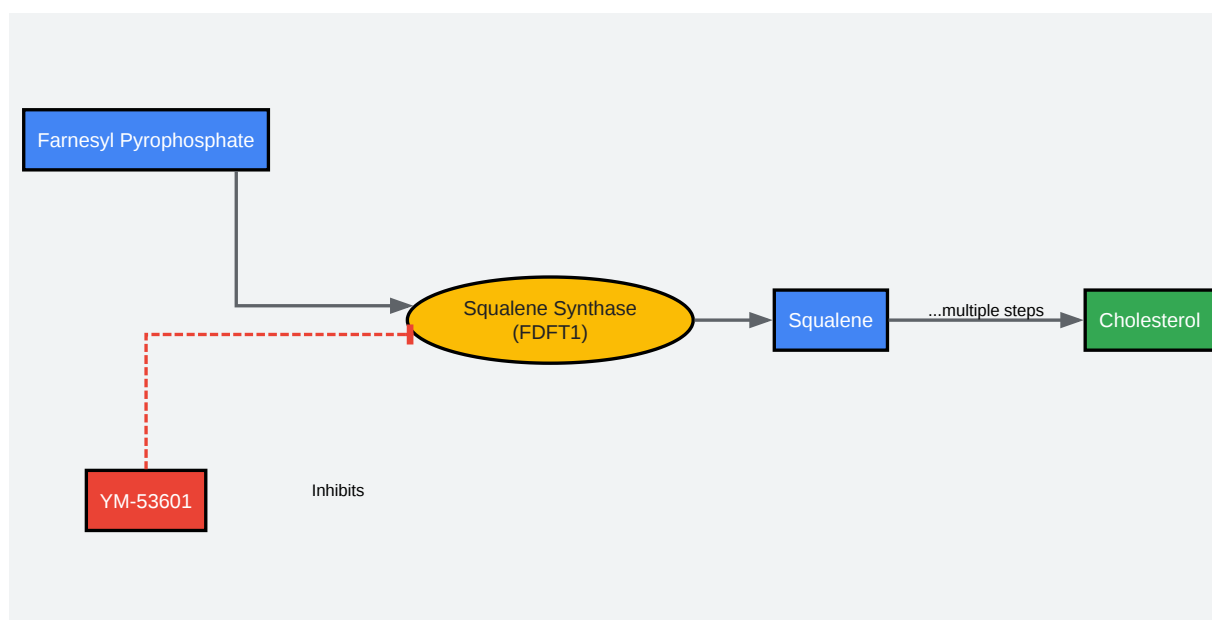 Farnesyl Pyrophosphate
Squalene Synthase
(FDFT1)
Squalene
...multiple steps
Cholesterol
YM-53601
Inhibits